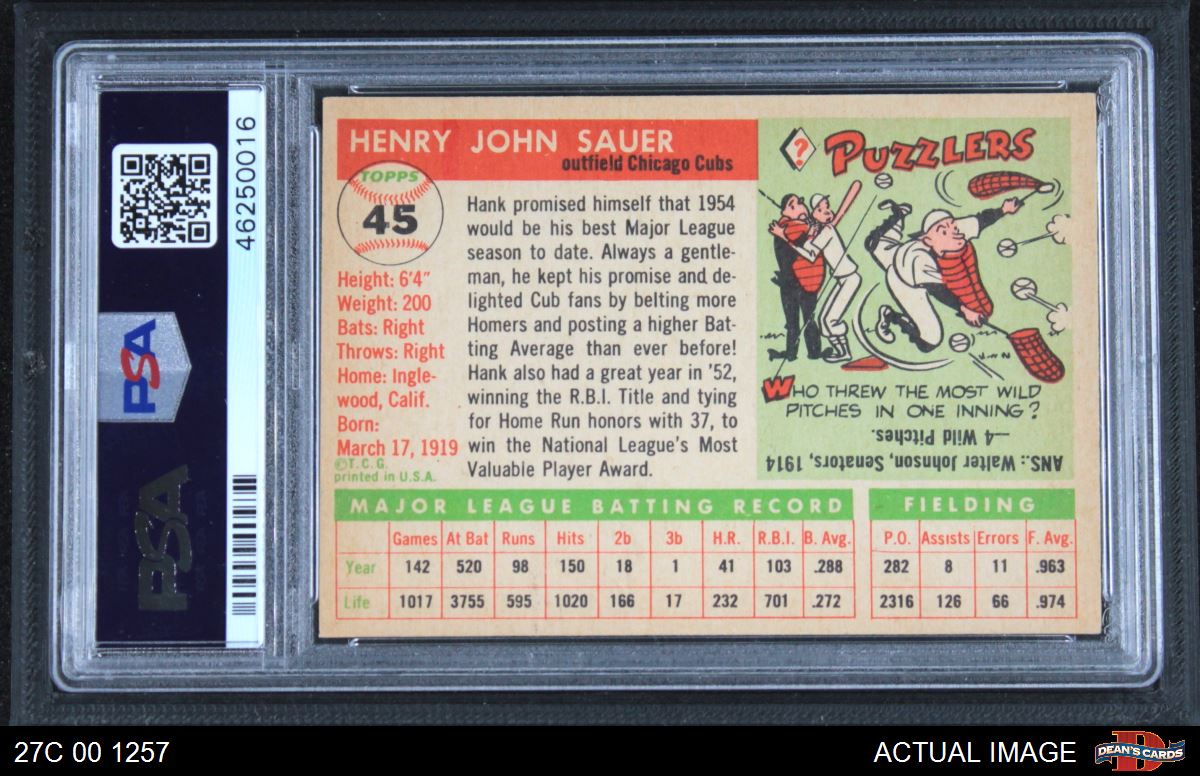 46250016
PSA
PSA
HENRY JOHN SAUER
outfield Chicago Cubs
TOPPS
45
Height: 6'4"
Weight: 200
Bats: Right
Throws: Right
Home: Ingle-
wood, Calif.
Born:
March 17, 1919
©T.C.G.
printed in U.S.A.
Hank promised himself that 1954
would be his best Major League
season to date. Always a gentle-
man, he kept his promise and de-
lighted Cub fans by belting more
Homers and posting a higher Bat-
ting Average than ever before!
Hank also had a great year in '52,
winning the R.B.I. Title and tying
for Home Run honors with 37, to
win the National League's Most
Valuable Player Award.
?
PUZZLERS
WHO THREW THE MOST WILD
PITCHES IN ONE INNING?
ANS.: Walter Johnson, Senators, 1914
—4 Wild Pitches.
MAJOR LEAGUE BATTING RECORD
Games At Bat Runs Hits 2b 3b H.R. R.B.I. B. Avg.
Year 142 520 98 150 18 1 41 103 .288
Life 1017 3755 595 1020 166 17 232 701 .272
FIELDING
P.O. Assists Errors F. Avg.
282 8 11 .963
2316 126 66 .974
27C 00 1257
ACTUAL IMAGE
DEAN'S CARDS